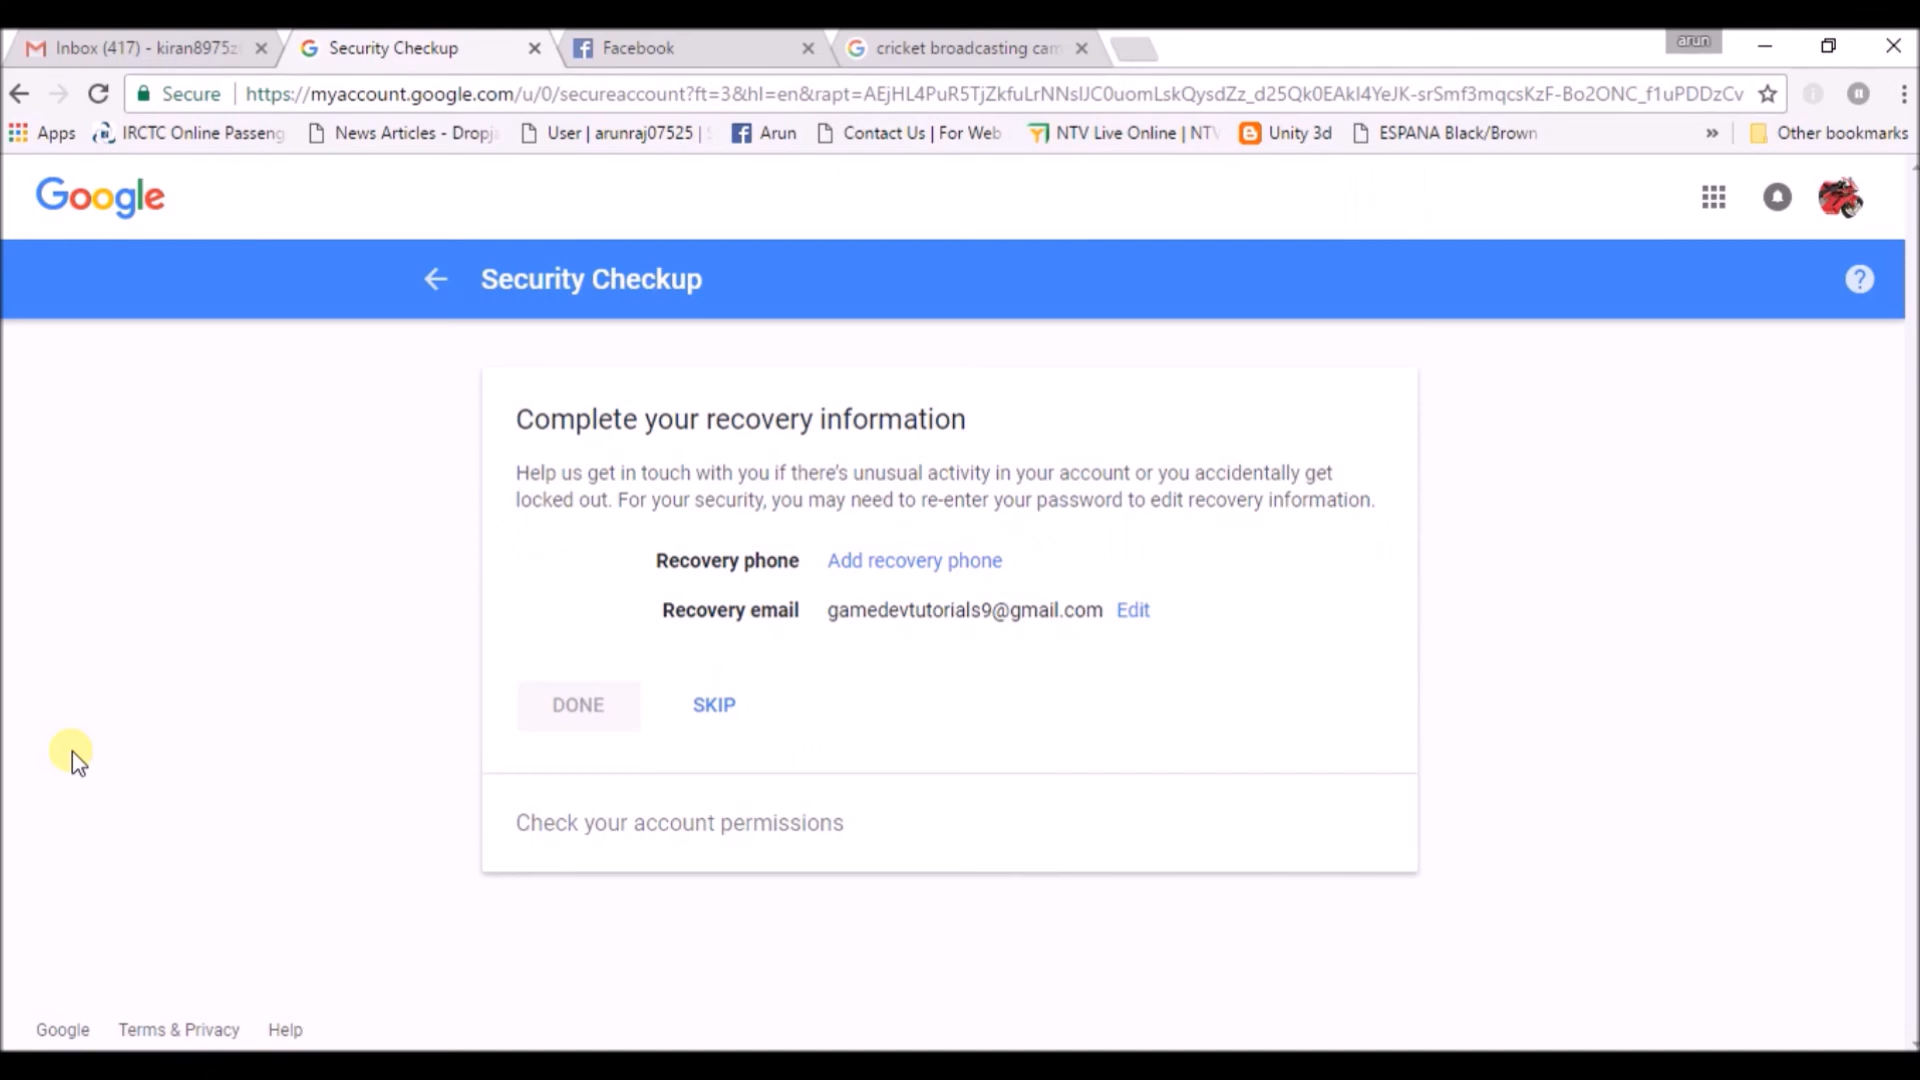 Inbox (417) - kiran8975z
Security Checkup
Facebook
cricket broadcasting cam
arun
Secure
https://myaccount.google.com/u/0/secureaccount?ft=3&hl=en&rapt=AEjHL4PuR5TjZkfuLrNNslJC0uomLskQysdZz_d25Qk0EAkI4YeJK-srSmf3mqcsKzF-Bo2ONC_f1uPDDzCv
Apps
IRCTC Online Passeng
News Articles - Dropj
User | arunraj07525 |
Arun
Contact Us | For Web
NTV Live Online | NTV
Unity 3d
ESPANA Black/Brown
»
Other bookmarks
Google
Security Checkup
?
Complete your recovery information
Help us get in touch with you if there's unusual activity in your account or you accidentally get
locked out. For your security, you may need to re-enter your password to edit recovery information.
Recovery phone Add recovery phone
Recovery email gamedevtutorials9@gmail.com Edit
DONE SKIP
Check your account permissions
Google Terms & Privacy Help